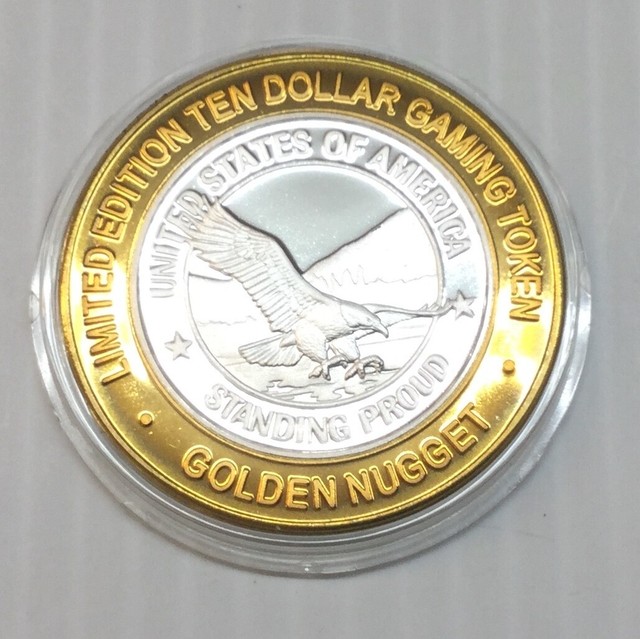 LIMITED EDITION TEN DOLLAR GAMING TOKEN
• GOLDEN NUGGET •
UNITED STATES OF AMERICA
★ STANDING PROUD ★